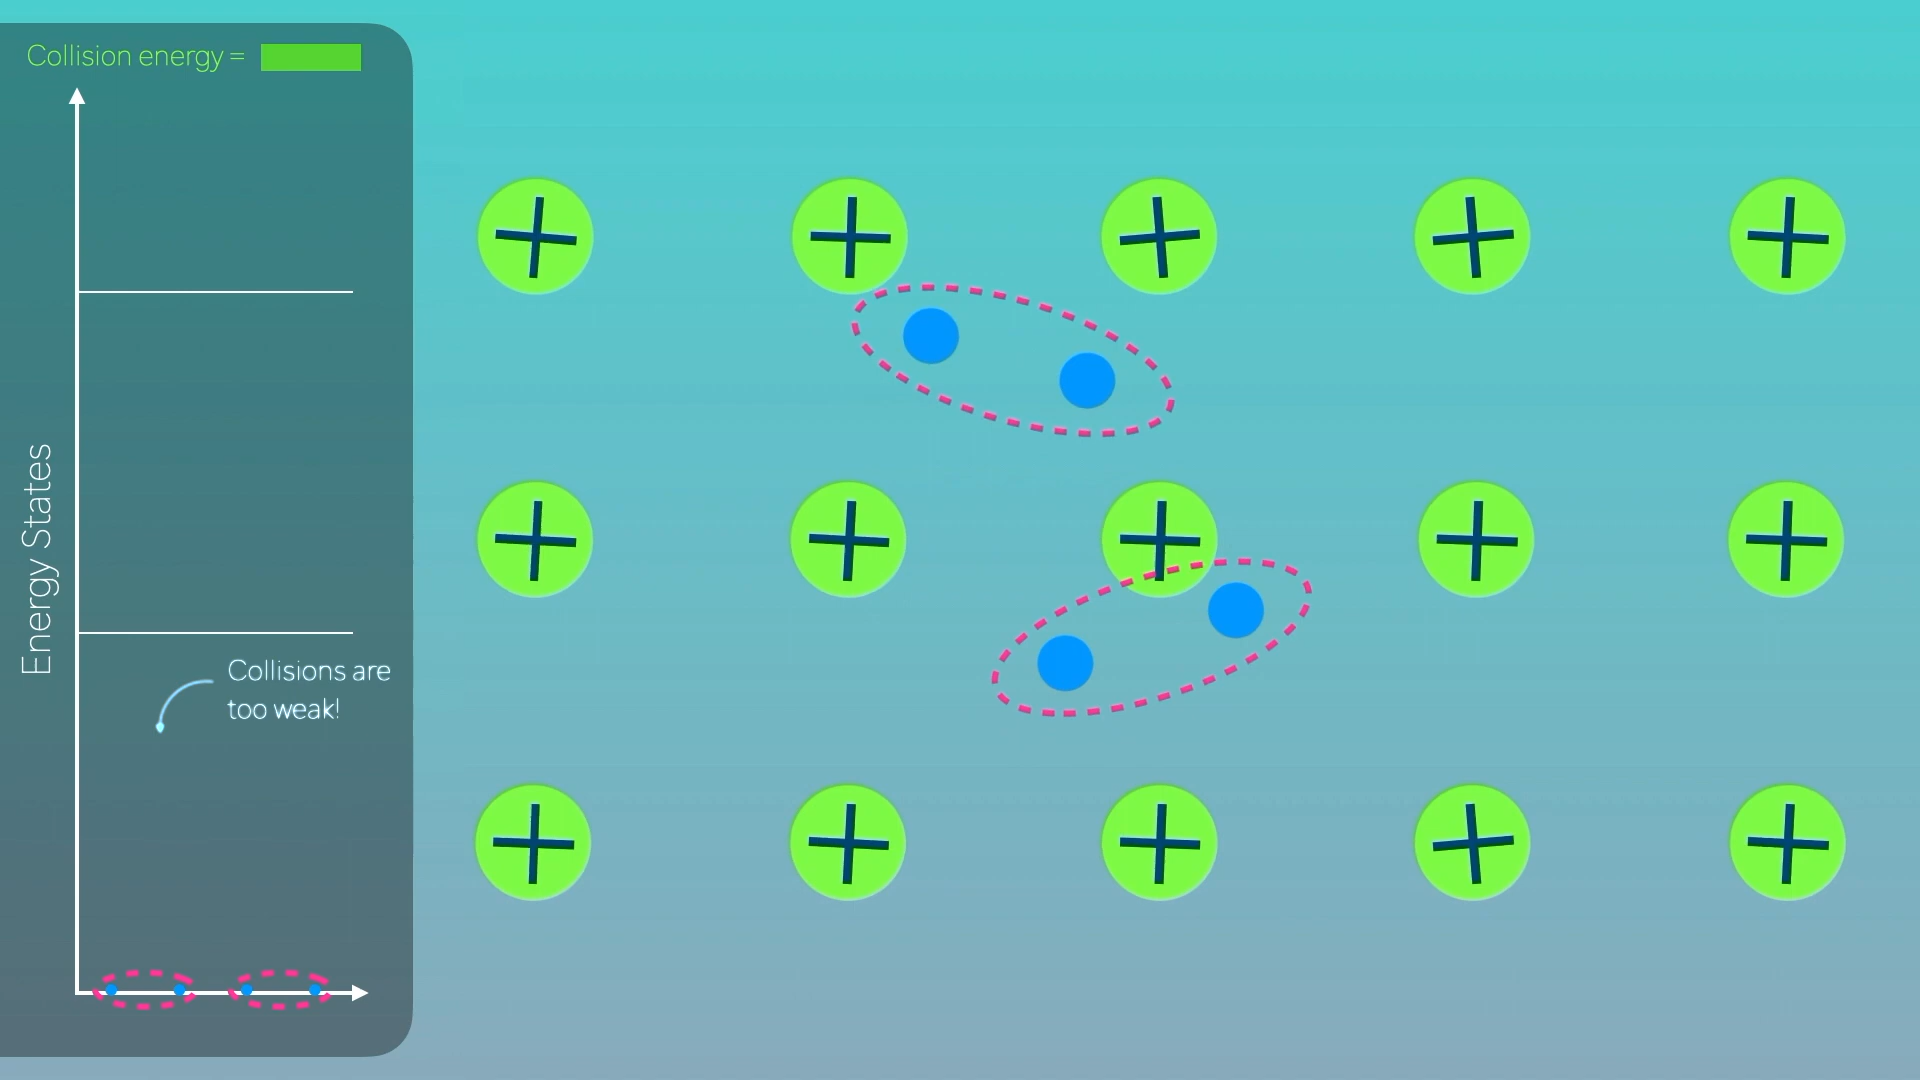 Collision energy =
Energy States
Collisions are
too weak!